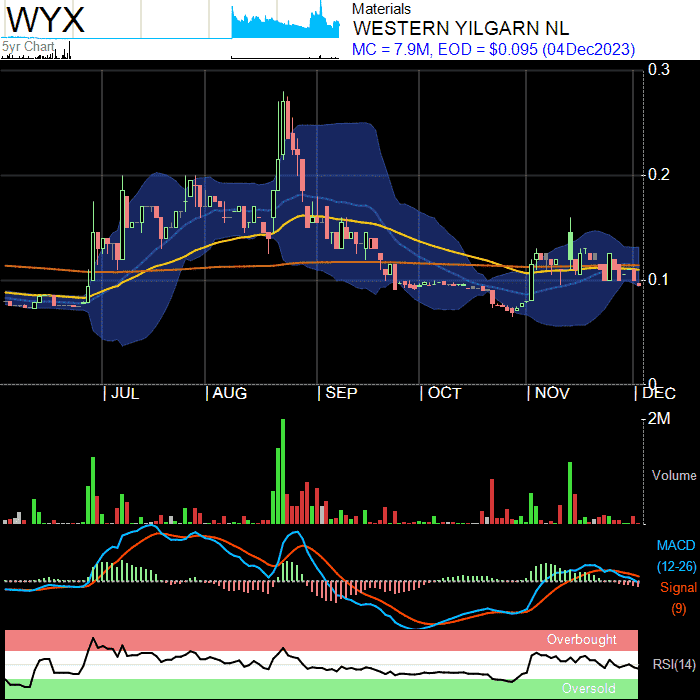 WYX
5yr Chart
Materials
WESTERN YILGARN NL
MC = 7.9M, EOD = $0.095 (04Dec2023)
0.3
0.2
0.1
0
JUL
AUG
SEP
OCT
NOV
DEC
2M
Volume
MACD
(12-26)
Signal
(9)
Overbought
RSI(14)
Oversold